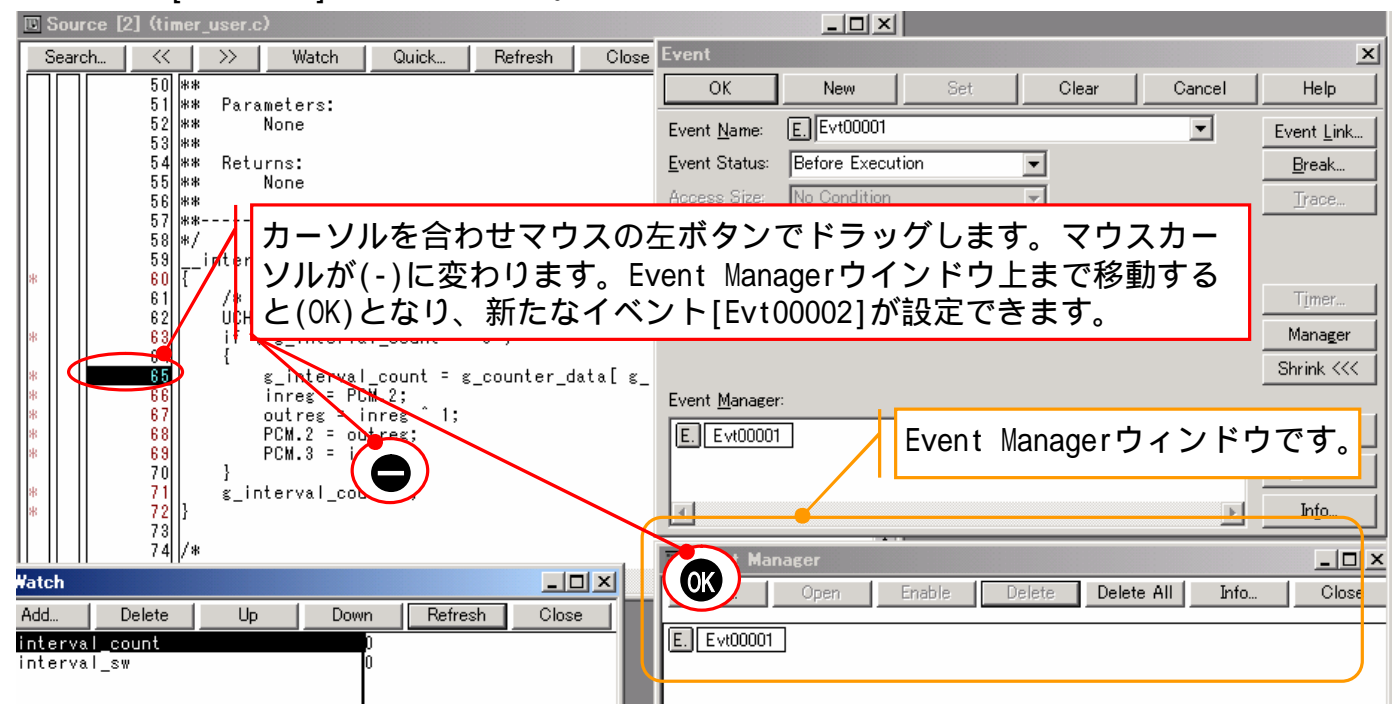 Source [2] (timer_user.c)
Search... << >> Watch Quick... Refresh Close
50 **
51 ** Parameters:
52 ** None
53 **
54 ** Returns:
55 ** None
56 **
57 **----
58 */
59 __inter
60 {
61 /*
62 UCH
63 if
64 {
65 g_interval_count = g_counter_data[ g_
66 inreg = PCM.2;
67 outreg = inreg ^ 1;
68 PCM.2 = outreg;
69 PCM.3 = i
70 }
71 g_interval_cou
72 }
73
74 /*
カーソルを合わせマウスの左ボタンでドラッグします。マウスカー
ソルが(-)に変わります。Event Managerウインドウ上まで移動する
と(OK)となり、新たなイベント[Evt00002]が設定できます。
Event
OK New Set Clear Cancel Help
Event Name: E. Evt00001 Event Link...
Event Status: Before Execution Break...
Access Size: No Condition Trace...
Timer...
Manager
Shrink <<<
Event Manager:
E. Evt00001
Event Managerウィンドウです。
Info...
OK
Manager
Open Enable Delete Delete All Info... Close
E. Evt00001
Watch
Add... Delete Up Down Refresh Close
interval_count 0
interval_sw 0